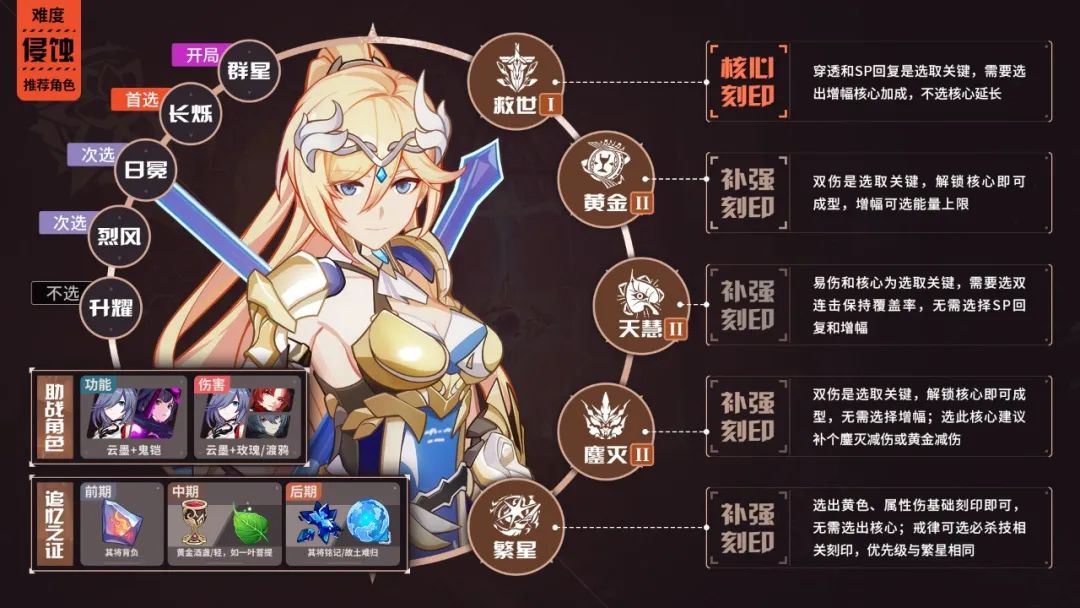 难度
侵蚀
推荐角色
开局
群星
首选
长烁
次选
日冕
次选
烈风
不选
升耀
救世 I
黄金 II
天慧 II
鏖灭 II
繁星
核心
刻印
穿透和SP回复是选取关键，需要选
出增幅核心加成，不选核心延长
补强
刻印
双伤是选取关键，解锁核心即可
成型，增幅可选能量上限
补强
刻印
易伤和核心为选取关键，需要选双
连击保持覆盖率，无需选择SP回
复和增幅
补强
刻印
双伤是选取关键，解锁核心即可成
型，无需选择增幅；选此核心建议
补个鏖灭减伤或黄金减伤
补强
刻印
选出黄色、属性伤基础刻印即可，
无需选出核心；戒律可选必杀技相
关刻印，优先级与繁星相同
助战角色
功能
云墨+鬼铠
伤害
云墨+玫瑰/渡鸦
追忆之证
前期
其将背负
中期
黄金酒盏/轻，如一叶菩提
后期
其将铭记/故土难归